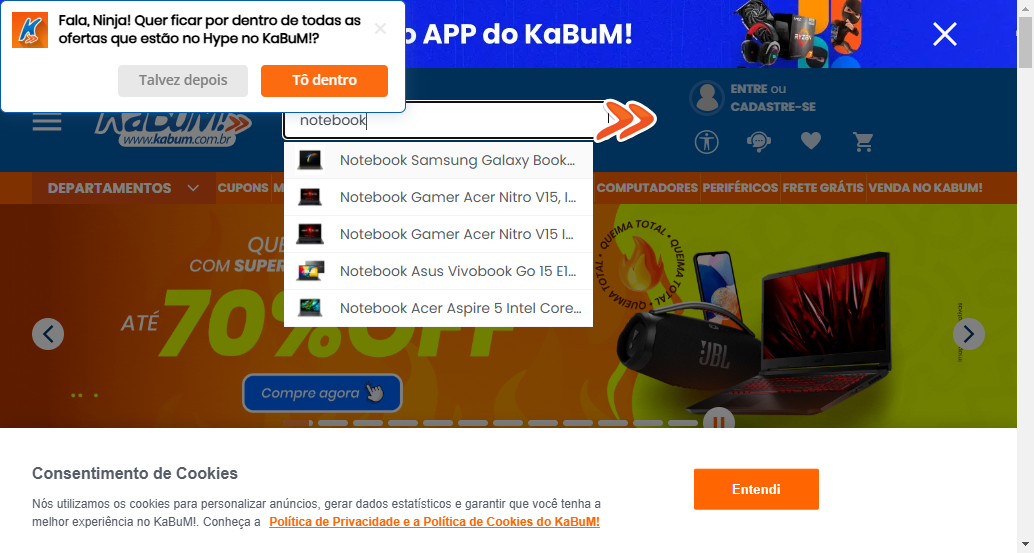 Fala, Ninja! Quer ficar por dentro de todas as
ofertas que estão no Hype no KaBuM!?
Talvez depois
Tô dentro
o APP do KaBuM!
RYZEN
KaBuM!
www.kabum.com.br
notebook
ENTRE ou
CADASTRE-SE
Notebook Samsung Galaxy Book...
Notebook Gamer Acer Nitro V15, I...
Notebook Gamer Acer Nitro V15 I...
Notebook Asus Vivobook Go 15 E1...
Notebook Acer Aspire 5 Intel Core...
DEPARTAMENTOS
CUPONS
COMPUTADORES
PERIFÉRICOS
FRETE GRÁTIS
VENDA NO KABUM!
QUE
COM SUPER
ATÉ
70% OFF
Compre agora
QUEIMA TOTAL • QUEIMA TOTAL • QUEIMA TOTAL •
JBL
Consentimento de Cookies
Nós utilizamos os cookies para personalizar anúncios, gerar dados estatísticos e garantir que você tenha a
melhor experiência no KaBuM!. Conheça a Política de Privacidade e a Política de Cookies do KaBuM!
Entendi